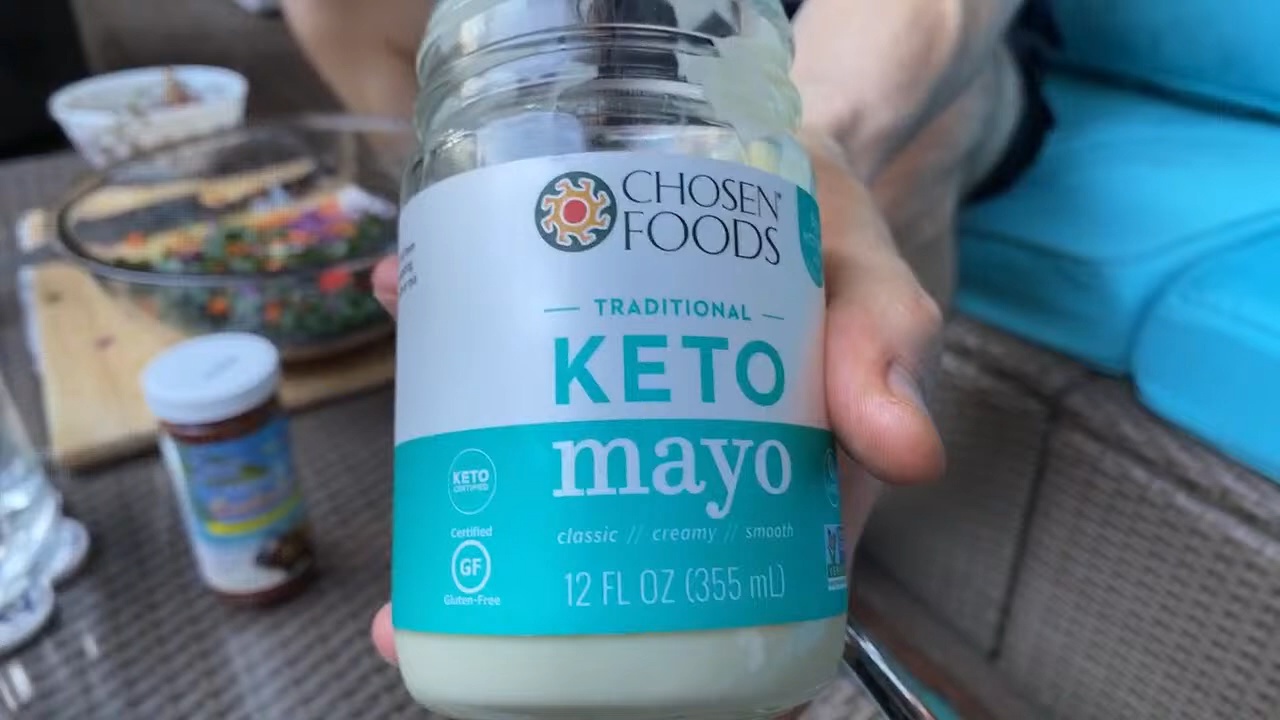 CHOSEN
FOODS
TRADITIONAL
KETO
mayo
KETO
CERTIFIED
classic // creamy // smooth
Certified
GF
Gluten-Free
12 FL OZ (355 mL)